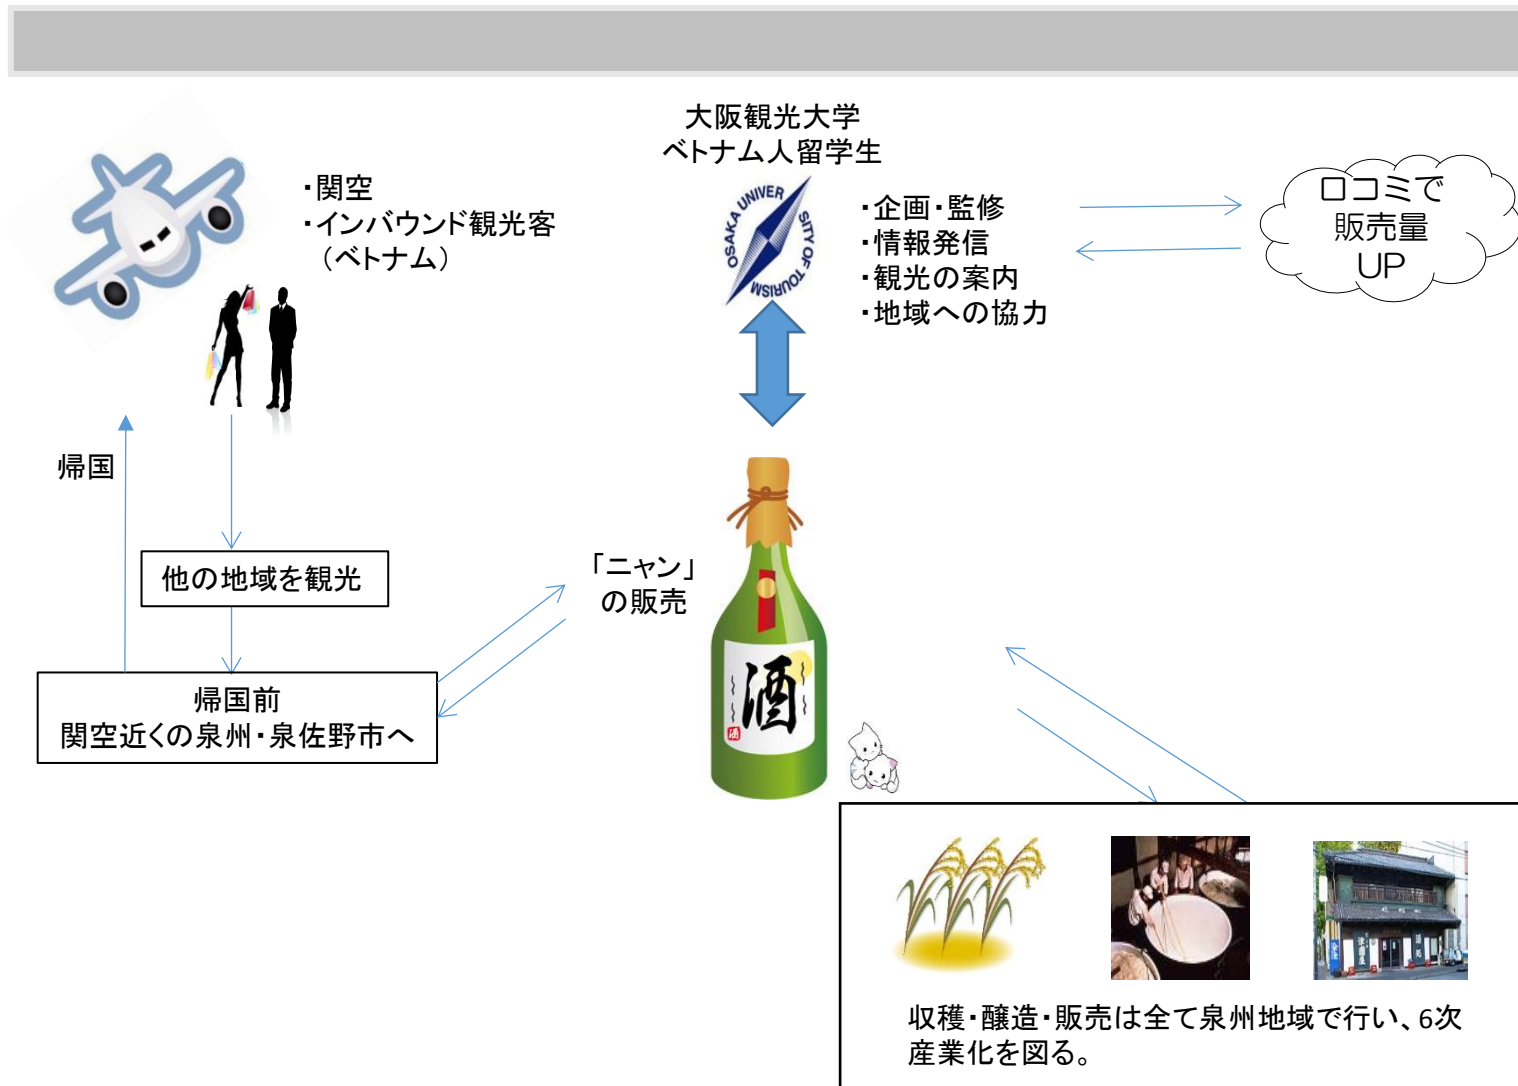 大阪観光大学
ベトナム人留学生
・関空
・インバウンド観光客
（ベトナム）
OSAKA UNIVERSITY OF TOURISM
・企画・監修
・情報発信
・観光の案内
・地域への協力
口コミで
販売量
UP
帰国
他の地域を観光
「ニャン」
の販売
帰国前
関空近くの泉州・泉佐野市へ
酒
酒
収穫・醸造・販売は全て泉州地域で行い、6次
産業化を図る。